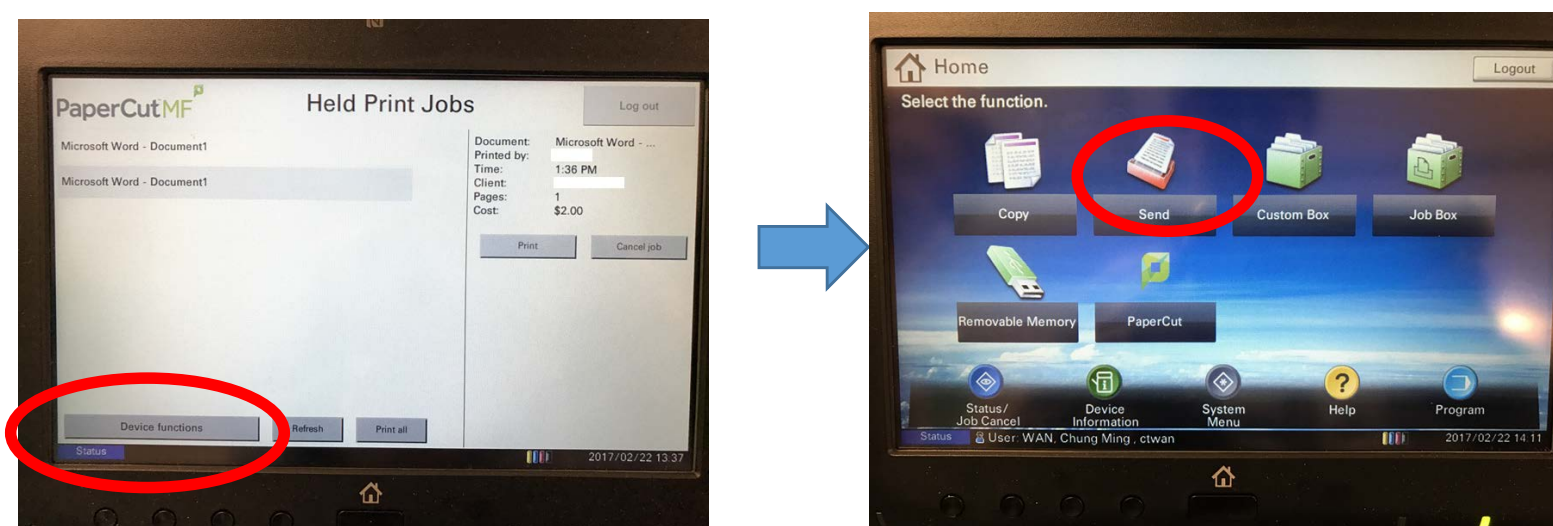 PaperCutMF
Held Print Jobs
Log out
Microsoft Word - Document1
Microsoft Word - Document1
Document: Microsoft Word - ...
Printed by:
Time: 1:36 PM
Client:
Pages: 1
Cost: $2.00
Print
Cancel job
Device functions
Refresh
Print all
Status
2017/02/22 13:37
Home
Logout
Select the function.
Copy
Send
Custom Box
Job Box
Removable Memory
PaperCut
Status/
Job Cancel
Device
Information
System
Menu
Help
Program
Status
User: WAN, Chung Ming , ctwan
2017/02/22 14:11